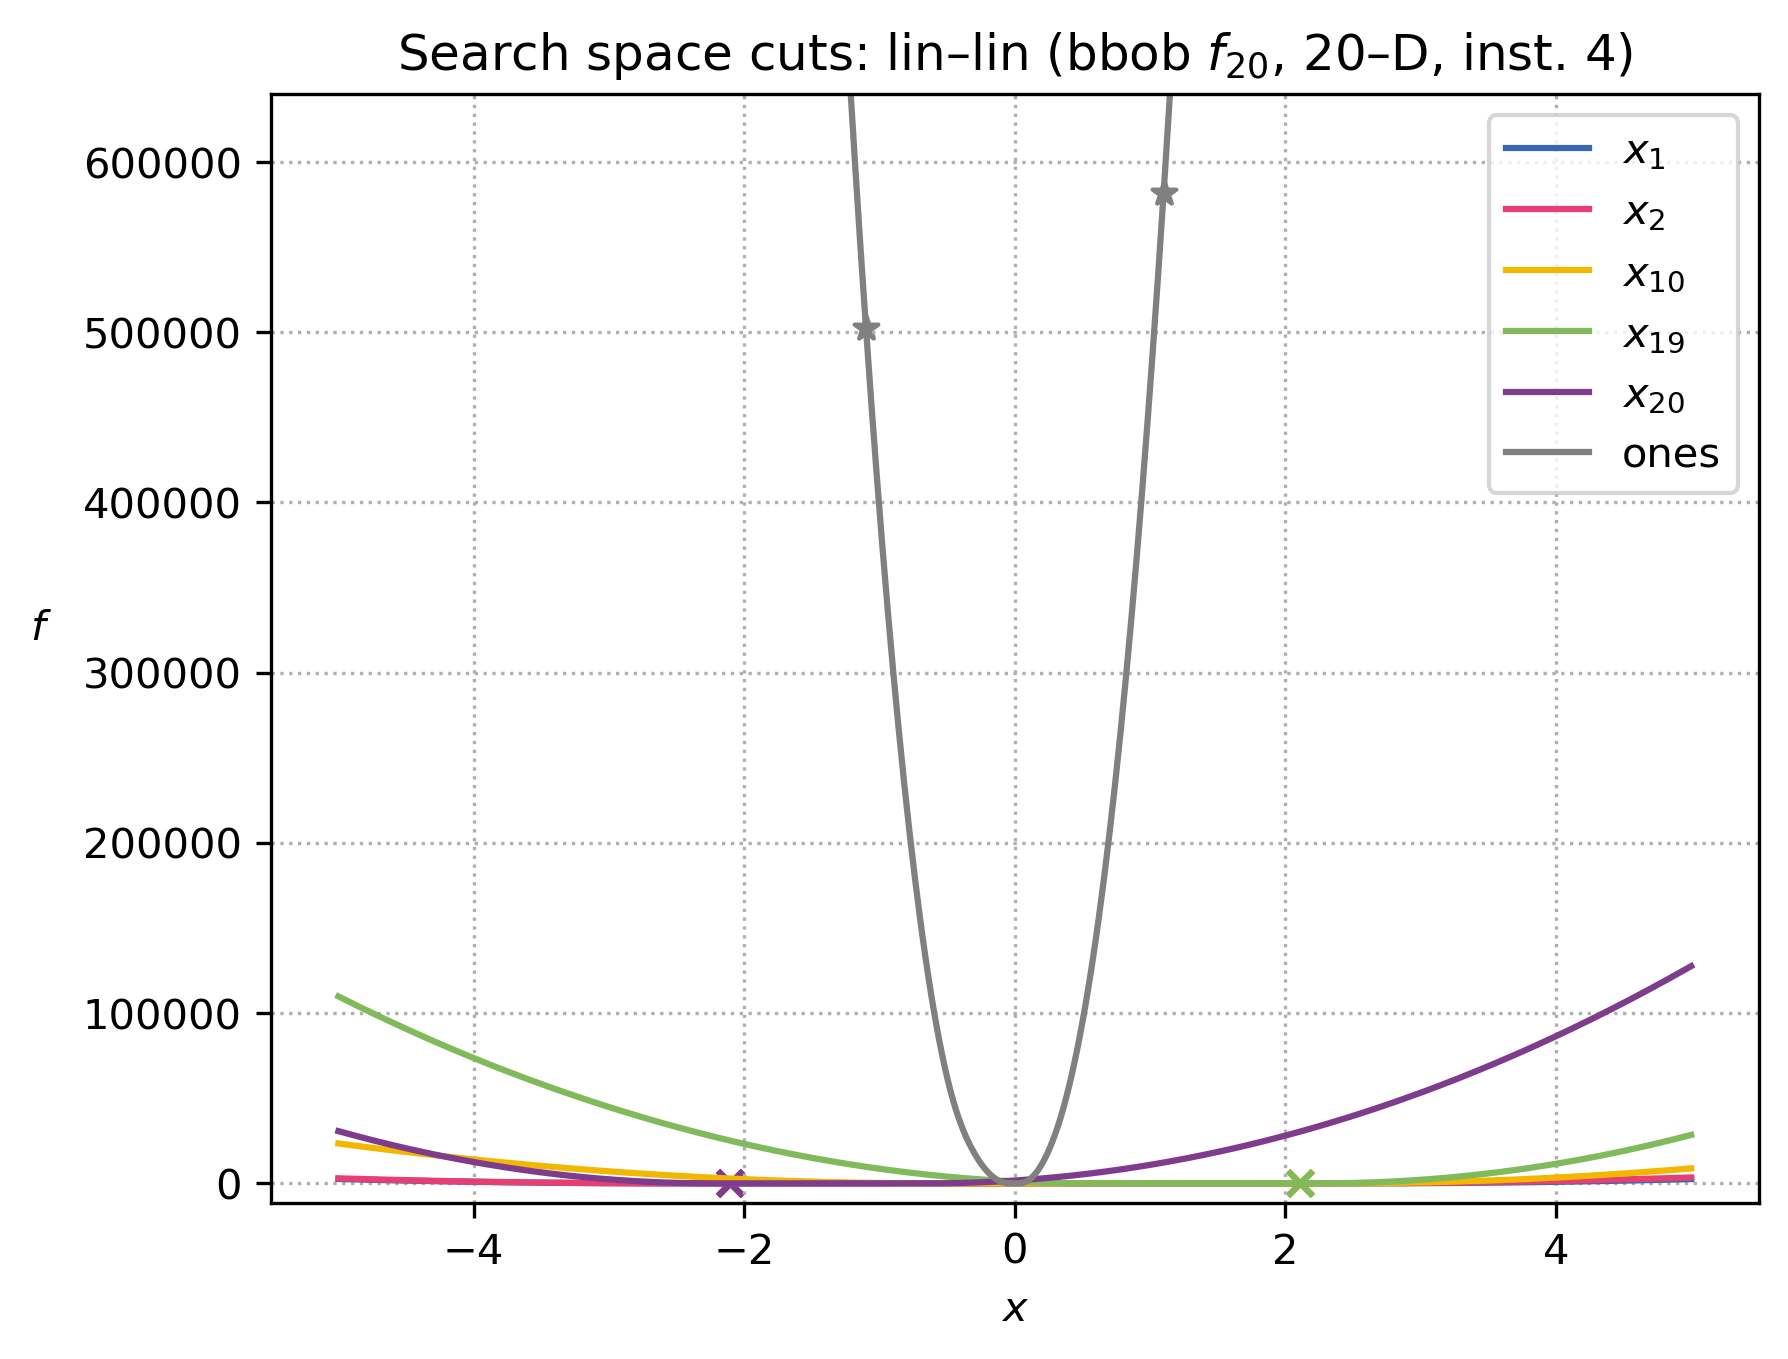 Search space cuts: lin–lin (bbob f20, 20–D, inst. 4)
600000
500000
400000
300000
200000
100000
0
f
−4
−2
0
2
4
x
x1
x2
x10
x19
x20
ones